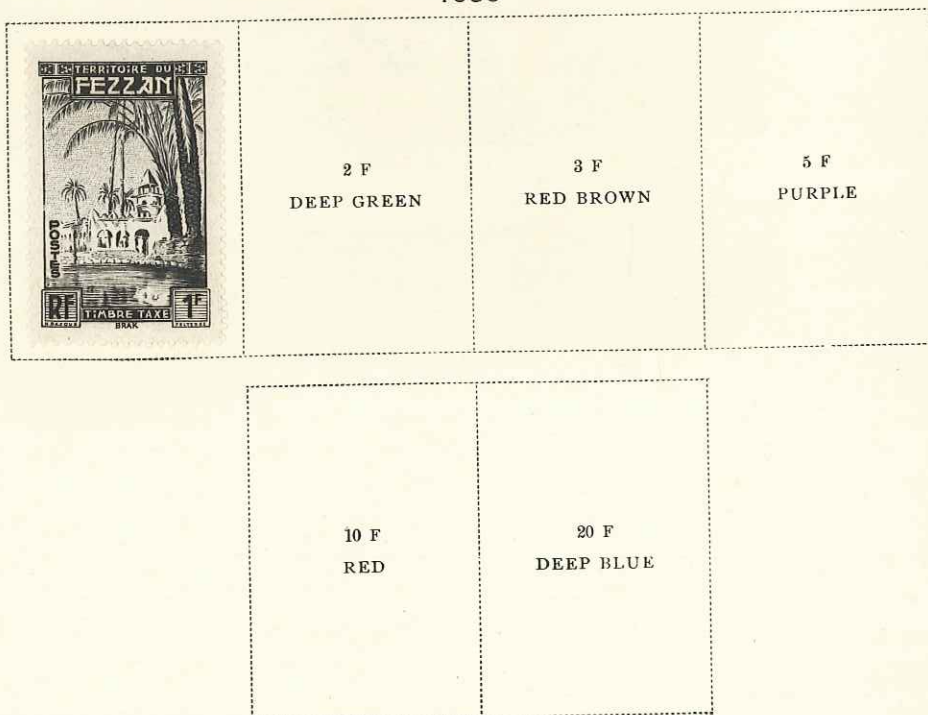 TERRITOIRE DU
FEZZAN
POSTES
RF
TIMBRE TAXE
1F
BRAK
2 F
DEEP GREEN
3 F
RED BROWN
5 F
PURPLE
10 F
RED
20 F
DEEP BLUE